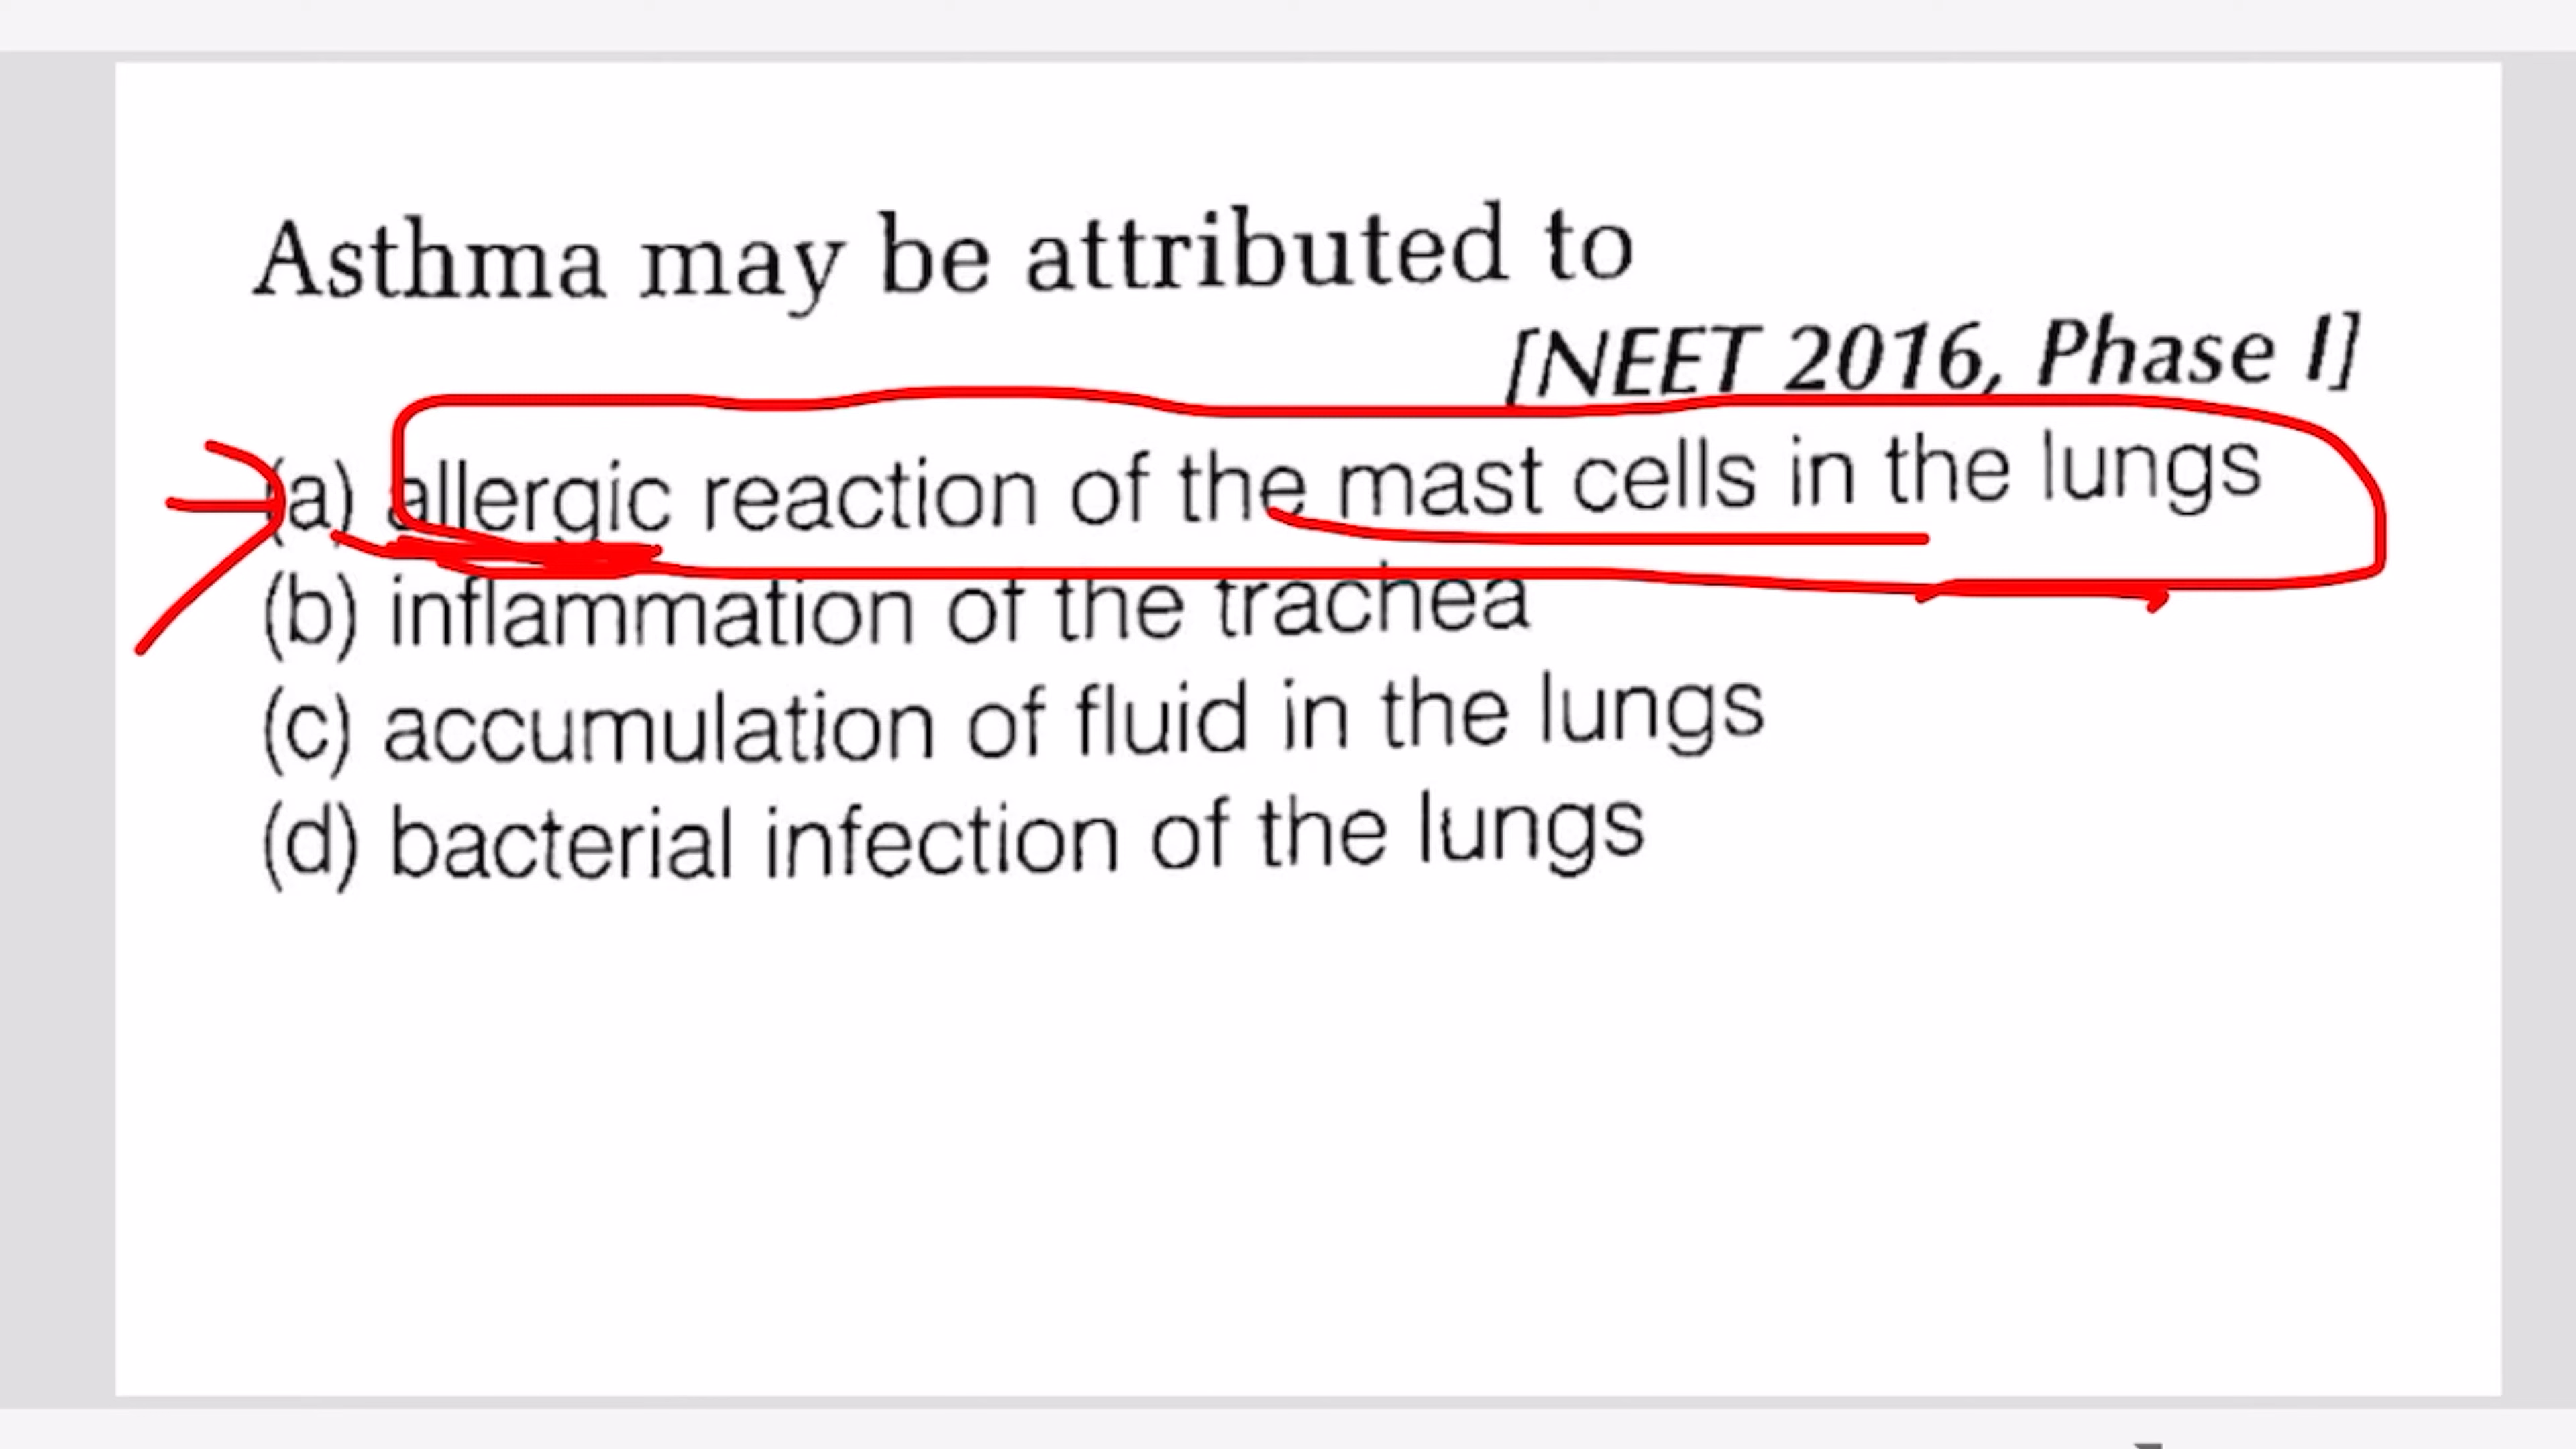 Asthma may be attributed to
[NEET 2016, Phase I]
(a) allergic reaction of the mast cells in the lungs
(b) inflammation of the trachea
(c) accumulation of fluid in the lungs
(d) bacterial infection of the lungs